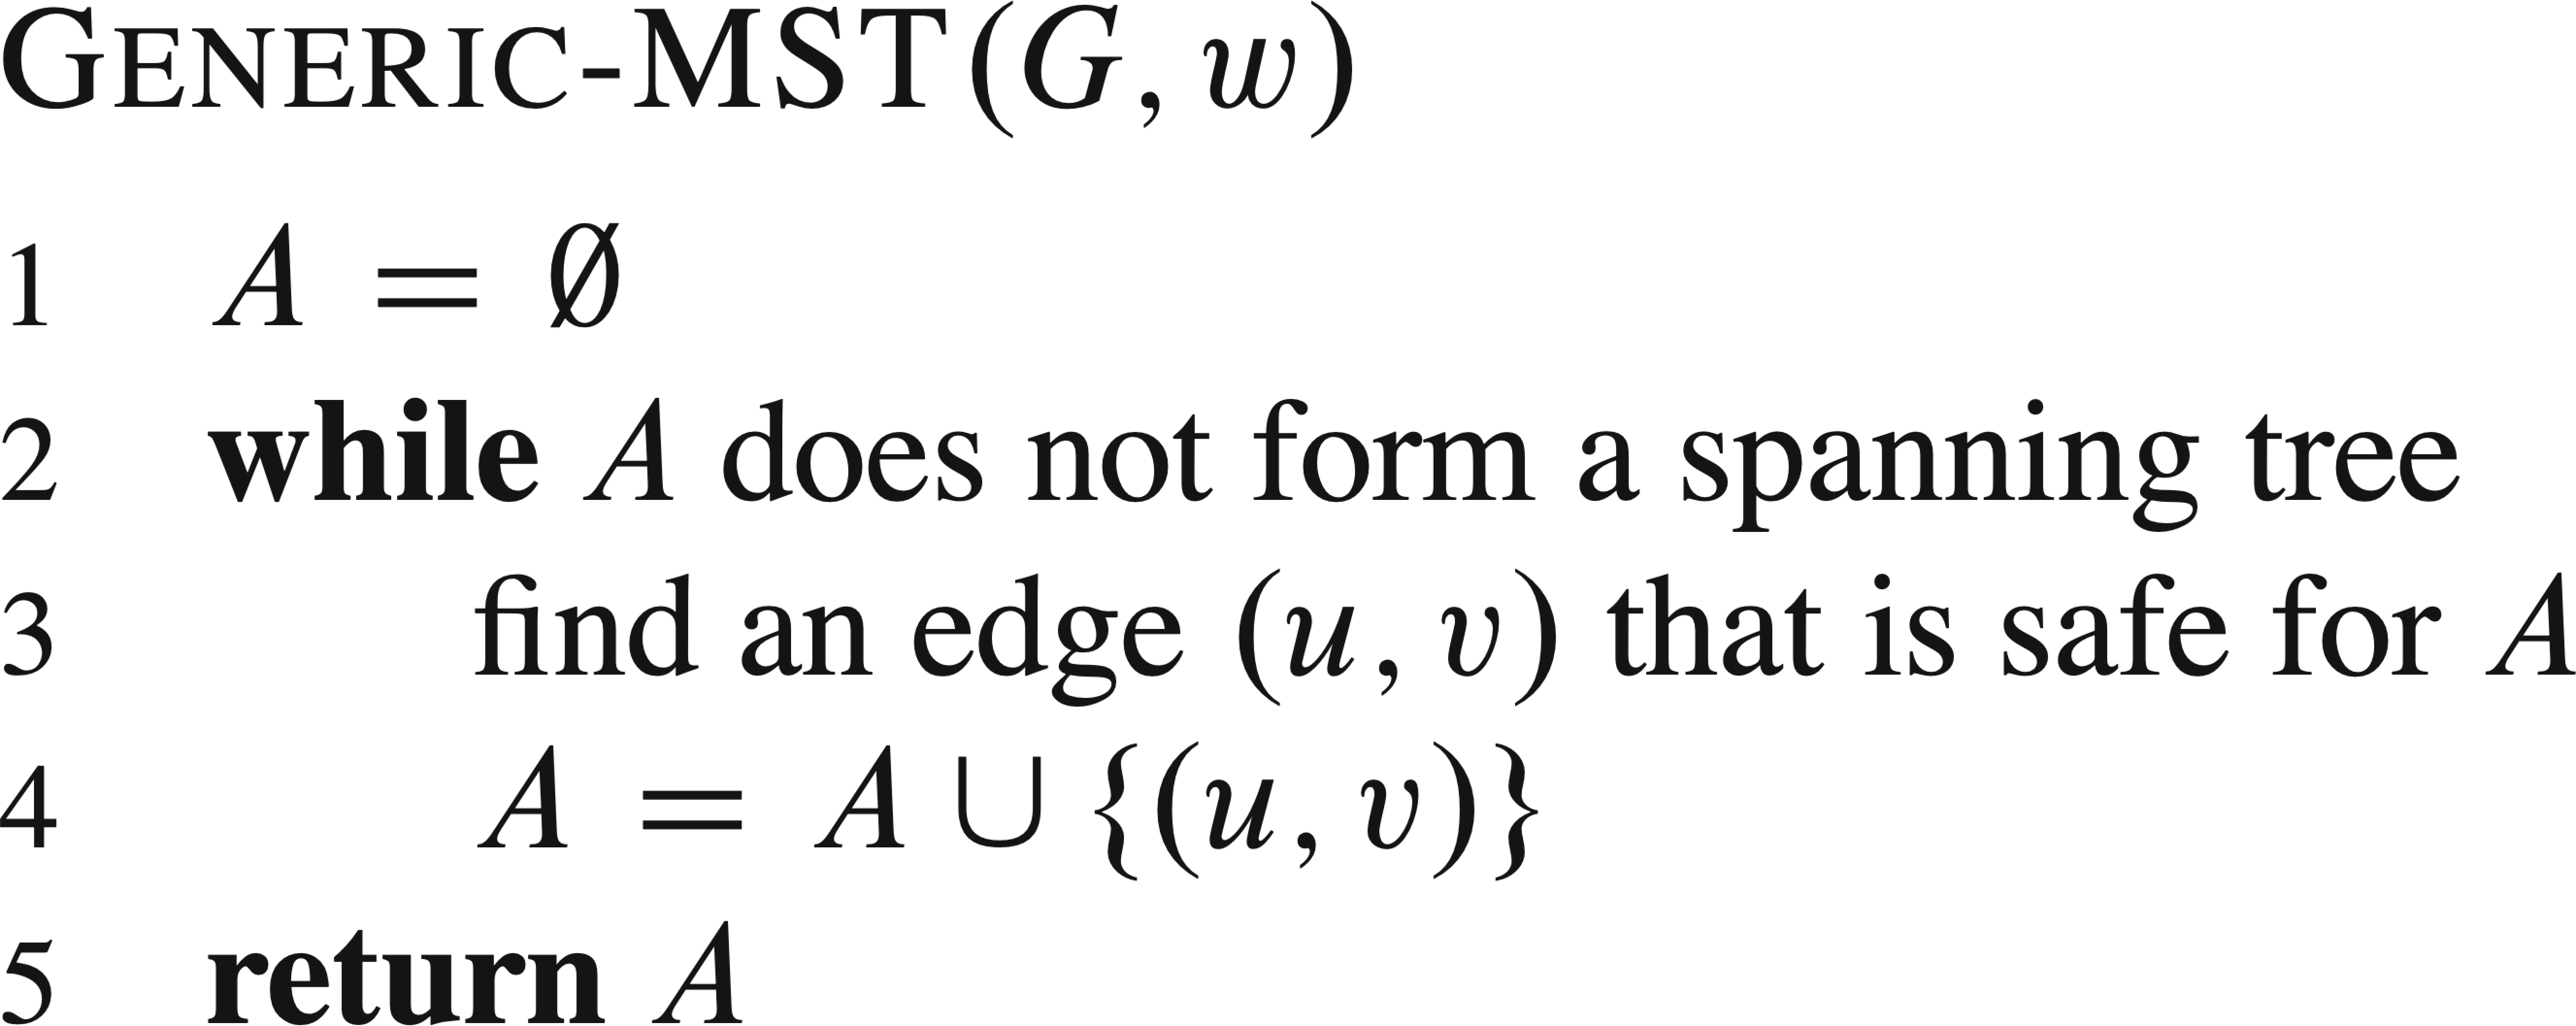 GENERIC-MST(G, w)
1 A = ∅
2 while A does not form a spanning tree
3 find an edge (u, v) that is safe for A
4 A = A ∪ {(u, v)}
5 return A